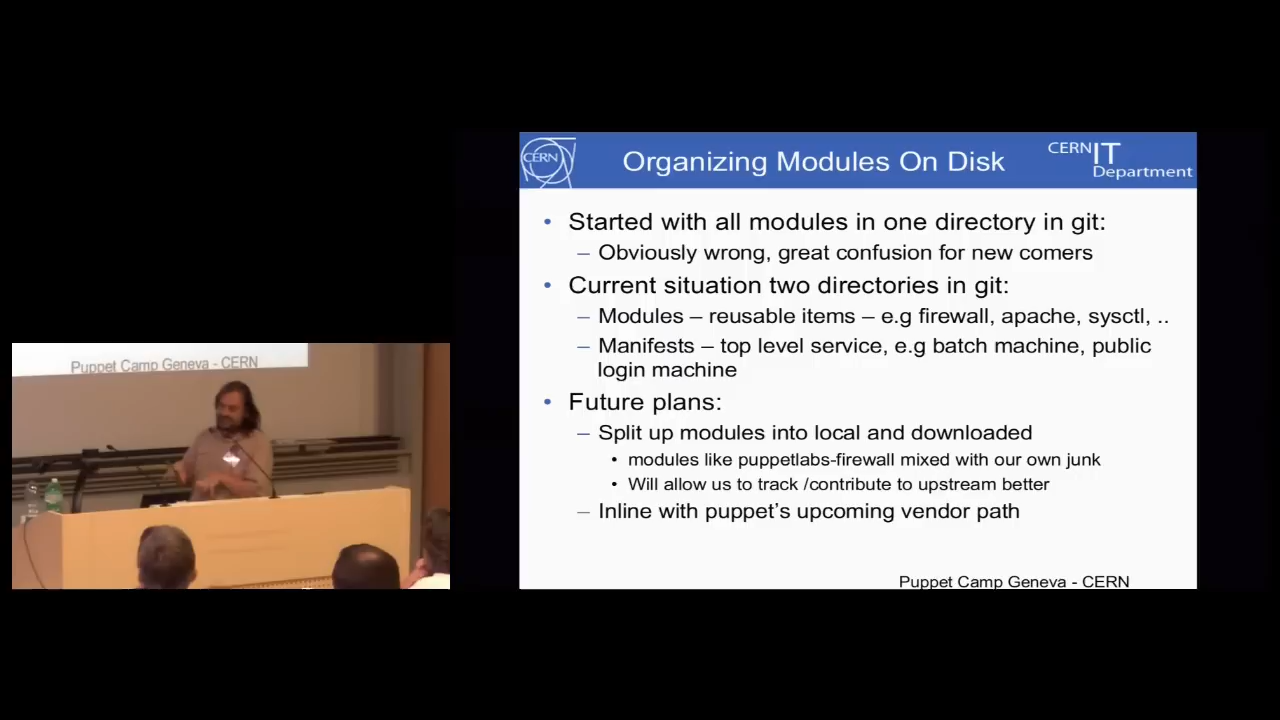 CERN
Organizing Modules On Disk
CERN IT
Department
• Started with all modules in one directory in git:
– Obviously wrong, great confusion for new comers
• Current situation two directories in git:
– Modules – reusable items – e.g firewall, apache, sysctl, ..
– Manifests – top level service, e.g batch machine, public
login machine
• Future plans:
– Split up modules into local and downloaded
• modules like puppetlabs-firewall mixed with our own junk
• Will allow us to track /contribute to upstream better
– Inline with puppet's upcoming vendor path
Puppet Camp Geneva - CERN
Puppet Camp Geneva - CERN